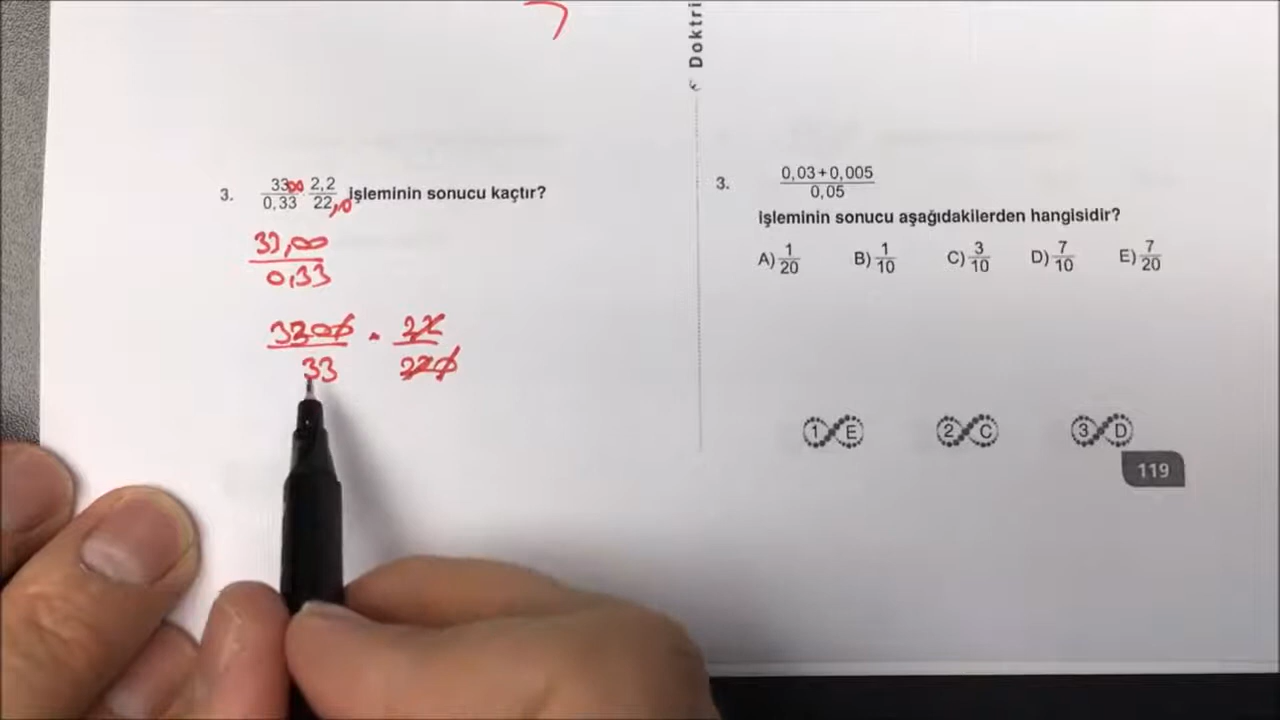 Doktri
3. 3300/0,33 · 2,2/22,0 işleminin sonucu kaçtır?
33,00/0,33
3300/33 · 22/220
3. 0,03+0,005/0,05
işleminin sonucu aşağıdakilerden hangisidir?
A) 1/20 B) 1/10 C) 3/10 D) 7/10 E) 7/20
1 E 2 C 3 D
119